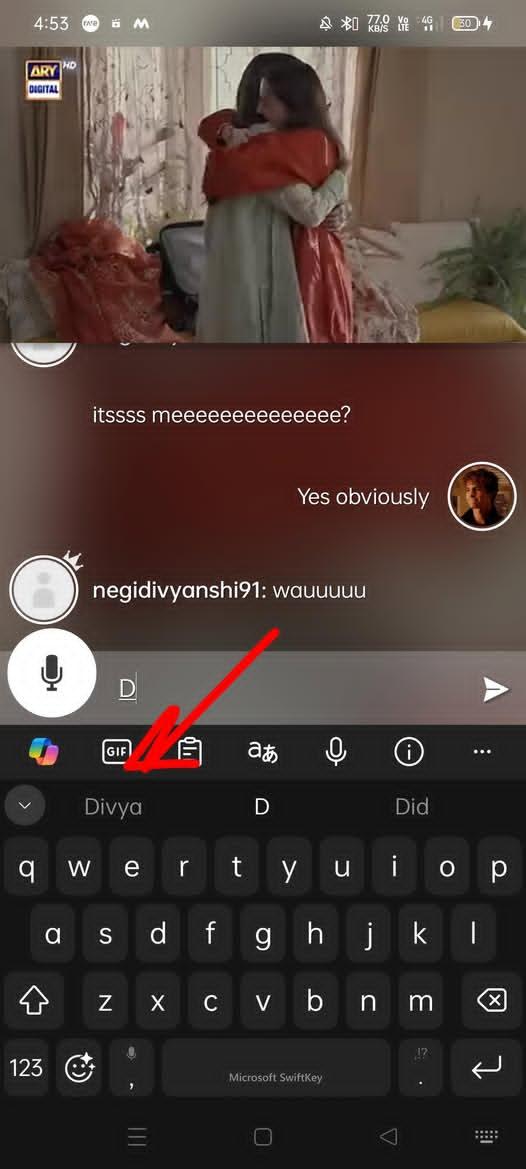 4:53
77.0
KB/S
Vo
LTE
4G
30
ARY
HD
DIGITAL
itssss meeeeeeeeeeeeee?
Yes obviously
negidivyanshi91: wauuuuu
D
GIF
aあ
Divya
D
Did
q w e r t y u i o p
a s d f g h j k l
z x c v b n m
123
,
Microsoft SwiftKey
,!?
.